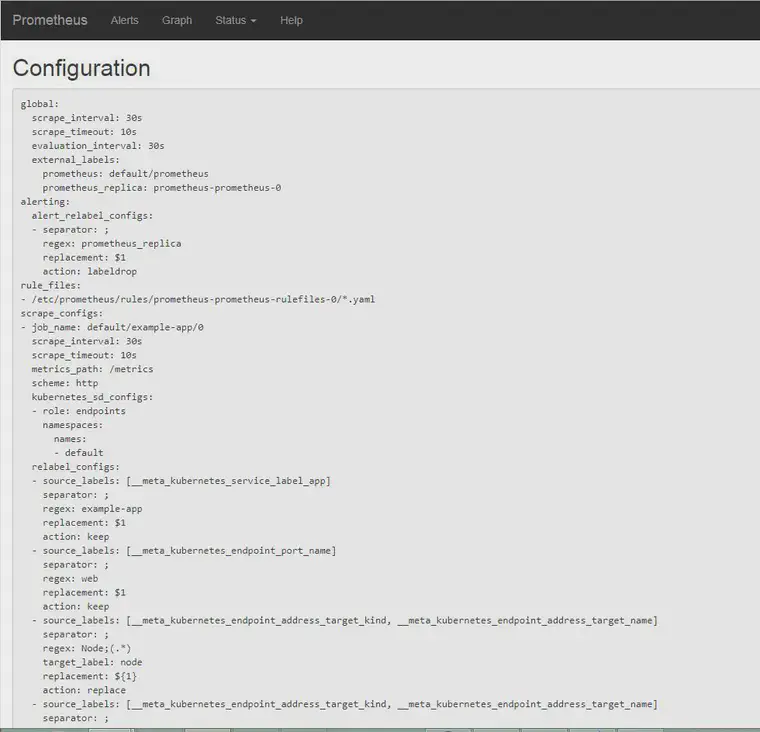 Prometheus Alerts Graph Status Help
Configuration
global:
  scrape_interval: 30s
  scrape_timeout: 10s
  evaluation_interval: 30s
  external_labels:
    prometheus: default/prometheus
    prometheus_replica: prometheus-prometheus-0
alerting:
  alert_relabel_configs:
  - separator: ;
    regex: prometheus_replica
    replacement: $1
    action: labeldrop
rule_files:
- /etc/prometheus/rules/prometheus-prometheus-rulefiles-0/*.yaml
scrape_configs:
- job_name: default/example-app/0
  scrape_interval: 30s
  scrape_timeout: 10s
  metrics_path: /metrics
  scheme: http
  kubernetes_sd_configs:
  - role: endpoints
    namespaces:
      names:
      - default
  relabel_configs:
  - source_labels: [__meta_kubernetes_service_label_app]
    separator: ;
    regex: example-app
    replacement: $1
    action: keep
  - source_labels: [__meta_kubernetes_endpoint_port_name]
    separator: ;
    regex: web
    replacement: $1
    action: keep
  - source_labels: [__meta_kubernetes_endpoint_address_target_kind, __meta_kubernetes_endpoint_address_target_name]
    separator: ;
    regex: Node;(.*)
    target_label: node
    replacement: ${1}
    action: replace
  - source_labels: [__meta_kubernetes_endpoint_address_target_kind, __meta_kubernetes_endpoint_address_target_name]
    separator: ;